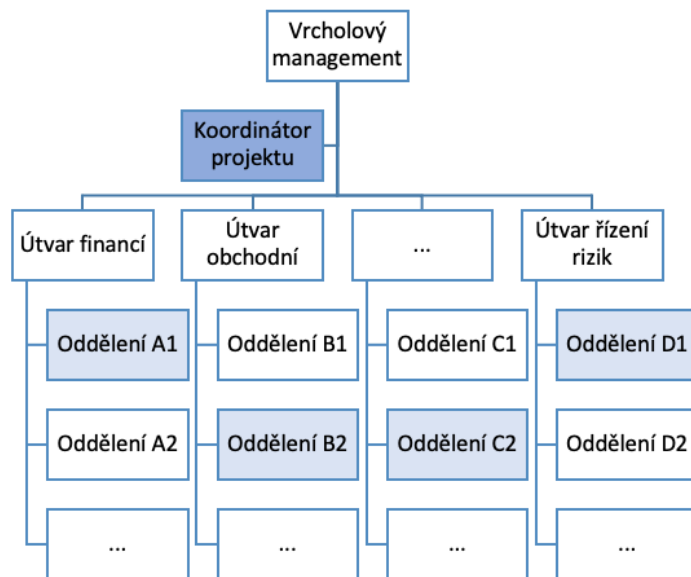 Vrcholový
management
Koordinátor
projektu
Útvar financí
Útvar
obchodní
...
Útvar řízení
rizik
Oddělení A1
Oddělení B1
Oddělení C1
Oddělení D1
Oddělení A2
Oddělení B2
Oddělení C2
Oddělení D2
...
...
...
...